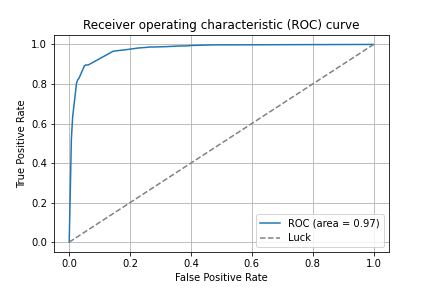 Receiver operating characteristic (ROC) curve
True Positive Rate
1.0
0.8
0.6
0.4
0.2
0.0
ROC (area = 0.97)
Luck
0.0 0.2 0.4 0.6 0.8 1.0
False Positive Rate